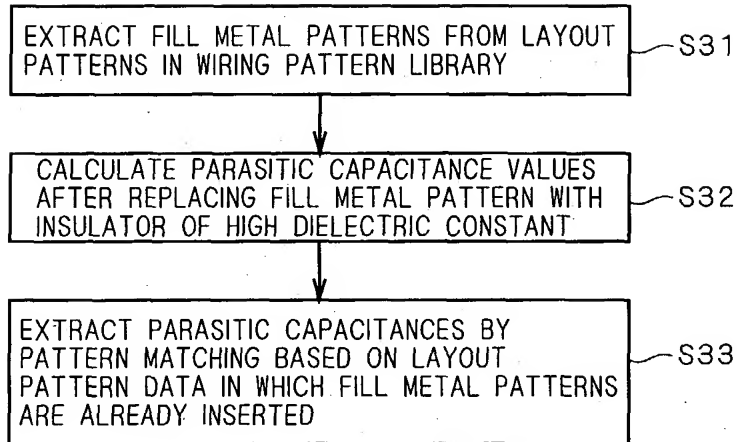 EXTRACT FILL METAL PATTERNS FROM LAYOUT
PATTERNS IN WIRING PATTERN LIBRARY
S31
CALCULATE PARASITIC CAPACITANCE VALUES
AFTER REPLACING FILL METAL PATTERN WITH
INSULATOR OF HIGH DIELECTRIC CONSTANT
S32
EXTRACT PARASITIC CAPACITANCES BY
PATTERN MATCHING BASED ON LAYOUT
PATTERN DATA IN WHICH FILL METAL PATTERNS
ARE ALREADY INSERTED
S33